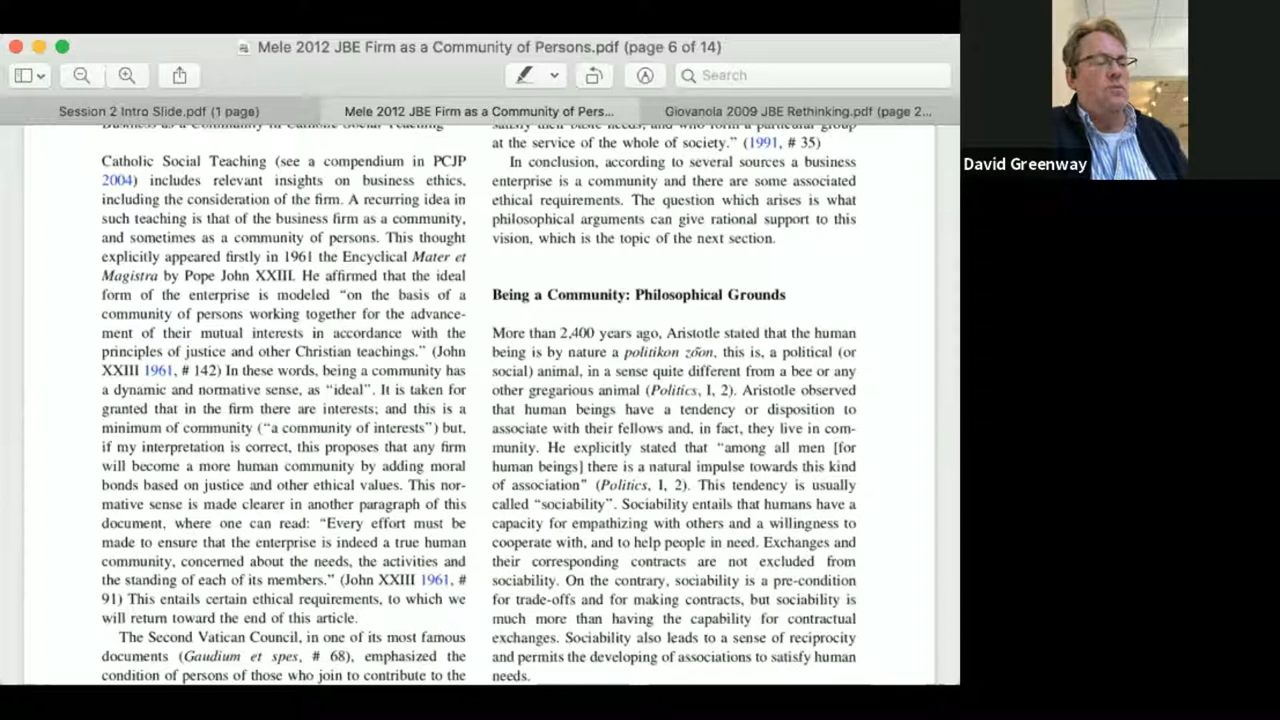 Mele 2012 JBE Firm as a Community of Persons.pdf (page 6 of 14)
Search
Session 2 Intro Slide.pdf (1 page)
Mele 2012 JBE Firm as a Community of Pers...
Giovanola 2009 JBE Rethinking.pdf (page 2...
Business as a Community in Catholic Social Teaching
Catholic Social Teaching (see a compendium in PCJP
2004) includes relevant insights on business ethics,
including the consideration of the firm. A recurring idea in
such teaching is that of the business firm as a community,
and sometimes as a community of persons. This thought
explicitly appeared firstly in 1961 the Encyclical Mater et
Magistra by Pope John XXIII. He affirmed that the ideal
form of the enterprise is modeled “on the basis of a
community of persons working together for the advance-
ment of their mutual interests in accordance with the
principles of justice and other Christian teachings.” (John
XXIII 1961, # 142) In these words, being a community has
a dynamic and normative sense, as “ideal”. It is taken for
granted that in the firm there are interests; and this is a
minimum of community (“a community of interests”) but,
if my interpretation is correct, this proposes that any firm
will become a more human community by adding moral
bonds based on justice and other ethical values. This nor-
mative sense is made clearer in another paragraph of this
document, where one can read: “Every effort must be
made to ensure that the enterprise is indeed a true human
community, concerned about the needs, the activities and
the standing of each of its members.” (John XXIII 1961, #
91) This entails certain ethical requirements, to which we
will return toward the end of this article.
The Second Vatican Council, in one of its most famous
documents (Gaudium et spes, # 68), emphasized the
condition of persons of those who join to contribute to the
satisfy their basic needs, and who form a particular group
at the service of the whole of society.” (1991, # 35)
In conclusion, according to several sources a business
enterprise is a community and there are some associated
ethical requirements. The question which arises is what
philosophical arguments can give rational support to this
vision, which is the topic of the next section.
Being a Community: Philosophical Grounds
More than 2,400 years ago, Aristotle stated that the human
being is by nature a politikon zōon, this is, a political (or
social) animal, in a sense quite different from a bee or any
other gregarious animal (Politics, I, 2). Aristotle observed
that human beings have a tendency or disposition to
associate with their fellows and, in fact, they live in com-
munity. He explicitly stated that “among all men [for
human beings] there is a natural impulse towards this kind
of association” (Politics, I, 2). This tendency is usually
called “sociability”. Sociability entails that humans have a
capacity for empathizing with others and a willingness to
cooperate with, and to help people in need. Exchanges and
their corresponding contracts are not excluded from
sociability. On the contrary, sociability is a pre-condition
for trade-offs and for making contracts, but sociability is
much more than having the capability for contractual
exchanges. Sociability also leads to a sense of reciprocity
and permits the developing of associations to satisfy human
needs.
David Greenway